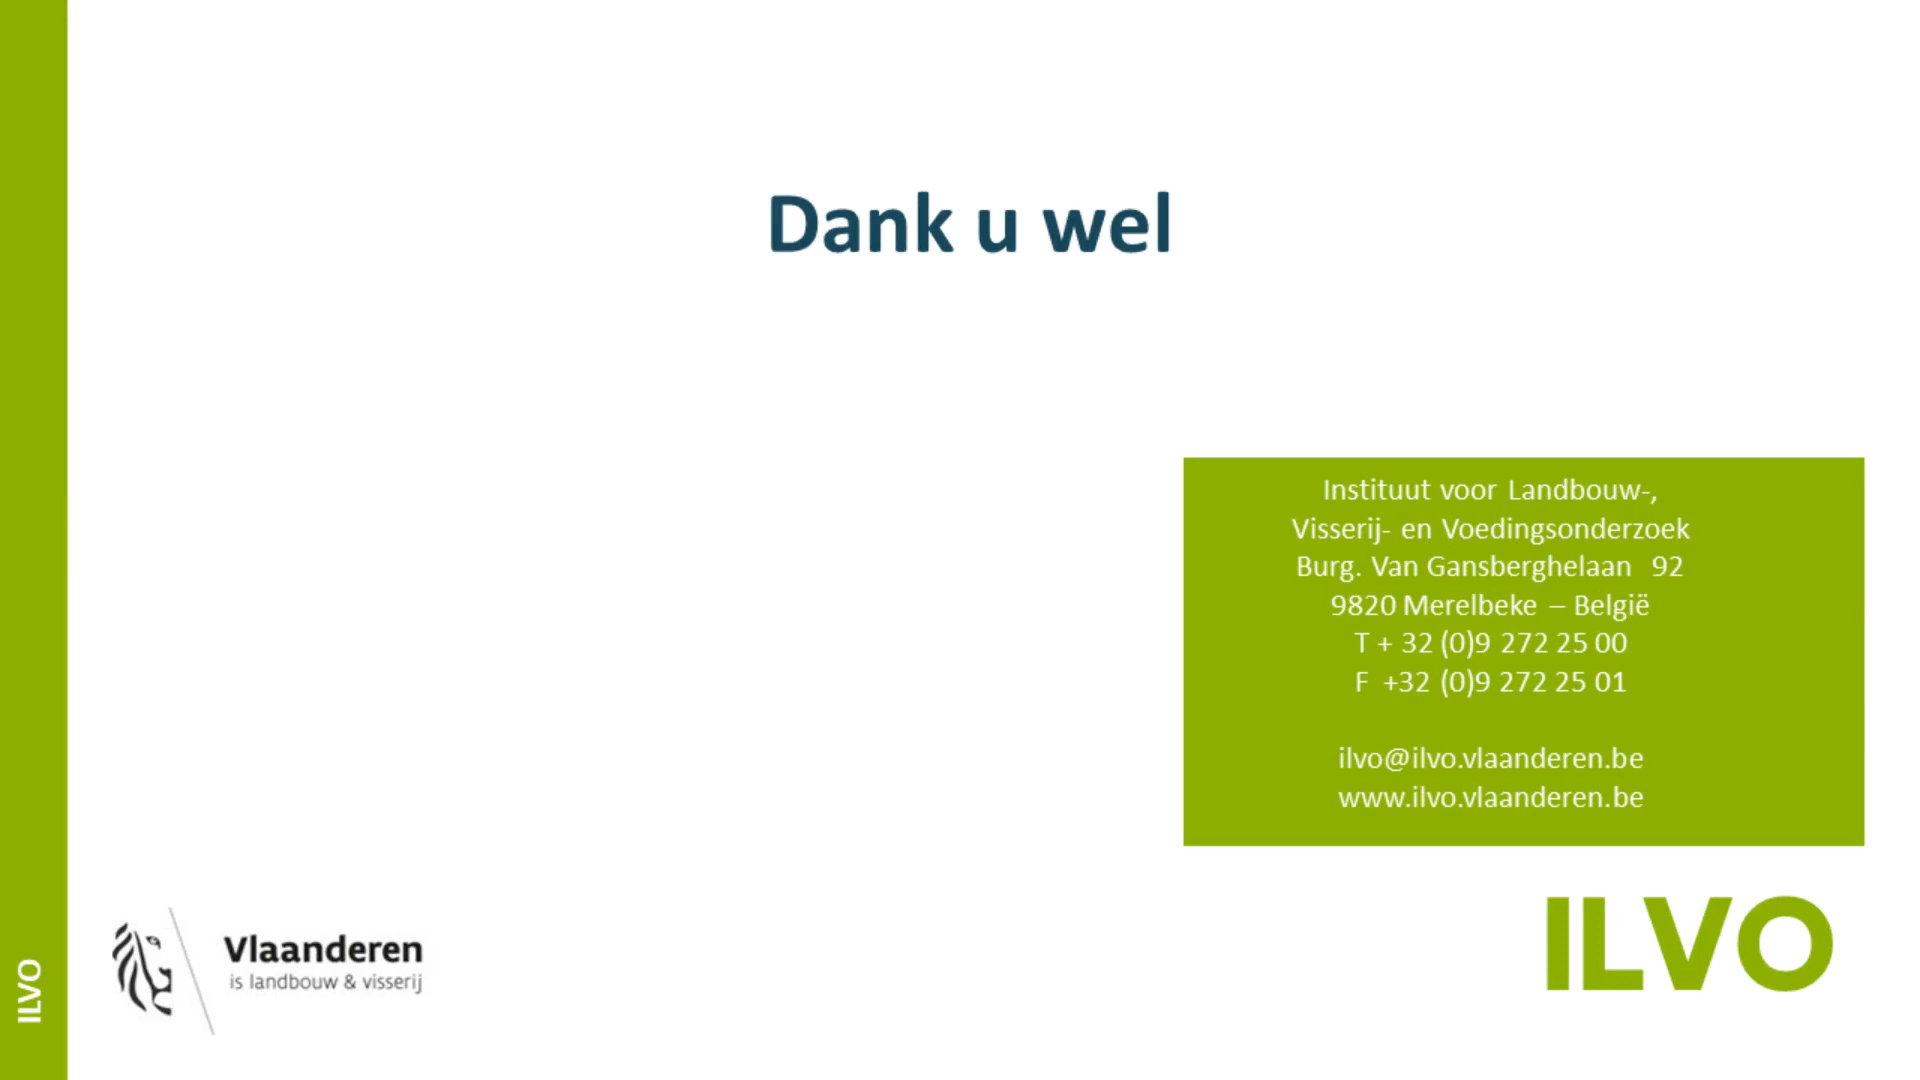 Dank u wel
Instituut voor Landbouw-,
Visserij- en Voedingsonderzoek
Burg. Van Gansberghelaan 92
9820 Merelbeke – België
T + 32 (0)9 272 25 00
F +32 (0)9 272 25 01
ilvo@ilvo.vlaanderen.be
www.ilvo.vlaanderen.be
ILVO
Vlaanderen
is landbouw & visserij
ILVO